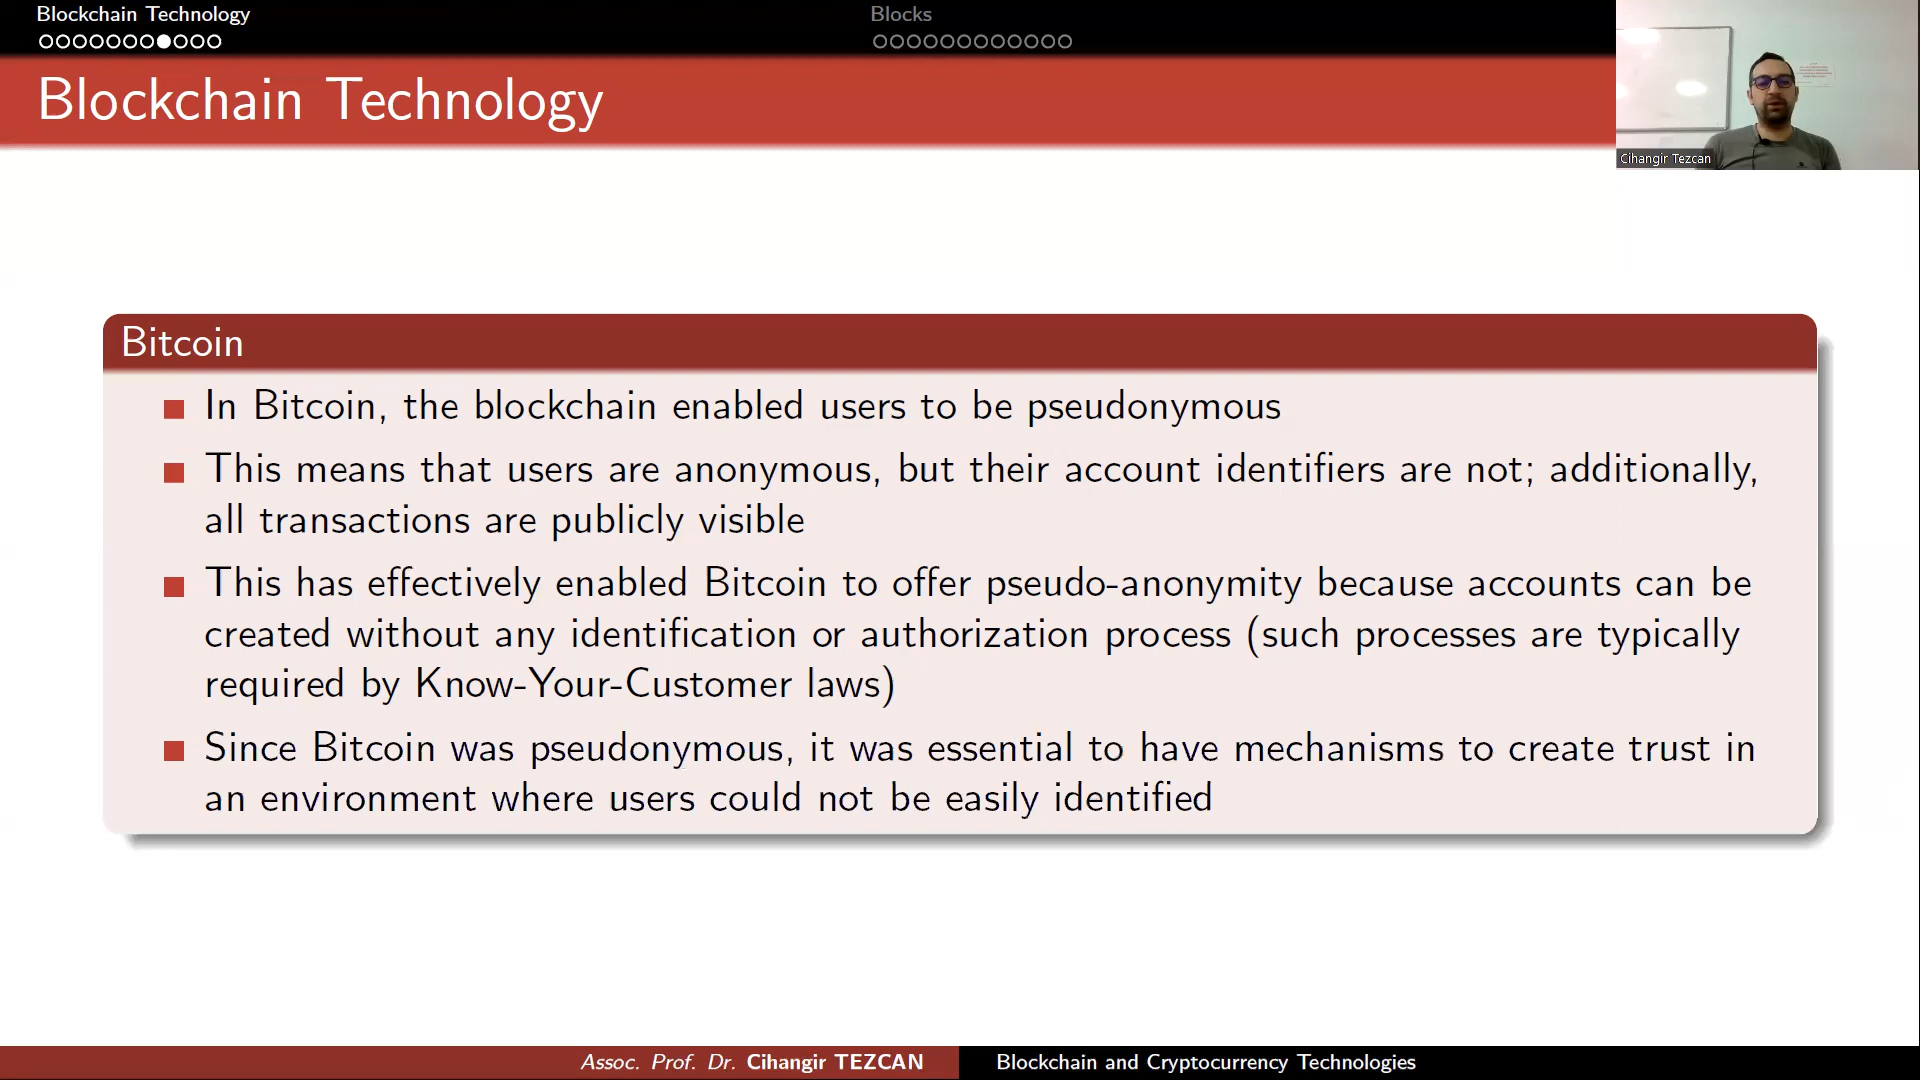 Blockchain Technology
Blocks
Blockchain Technology
Cihangir Tezcan
Bitcoin
In Bitcoin, the blockchain enabled users to be pseudonymous
This means that users are anonymous, but their account identifiers are not; additionally,
all transactions are publicly visible
This has effectively enabled Bitcoin to offer pseudo-anonymity because accounts can be
created without any identification or authorization process (such processes are typically
required by Know-Your-Customer laws)
Since Bitcoin was pseudonymous, it was essential to have mechanisms to create trust in
an environment where users could not be easily identified
Assoc. Prof. Dr. Cihangir TEZCAN
Blockchain and Cryptocurrency Technologies